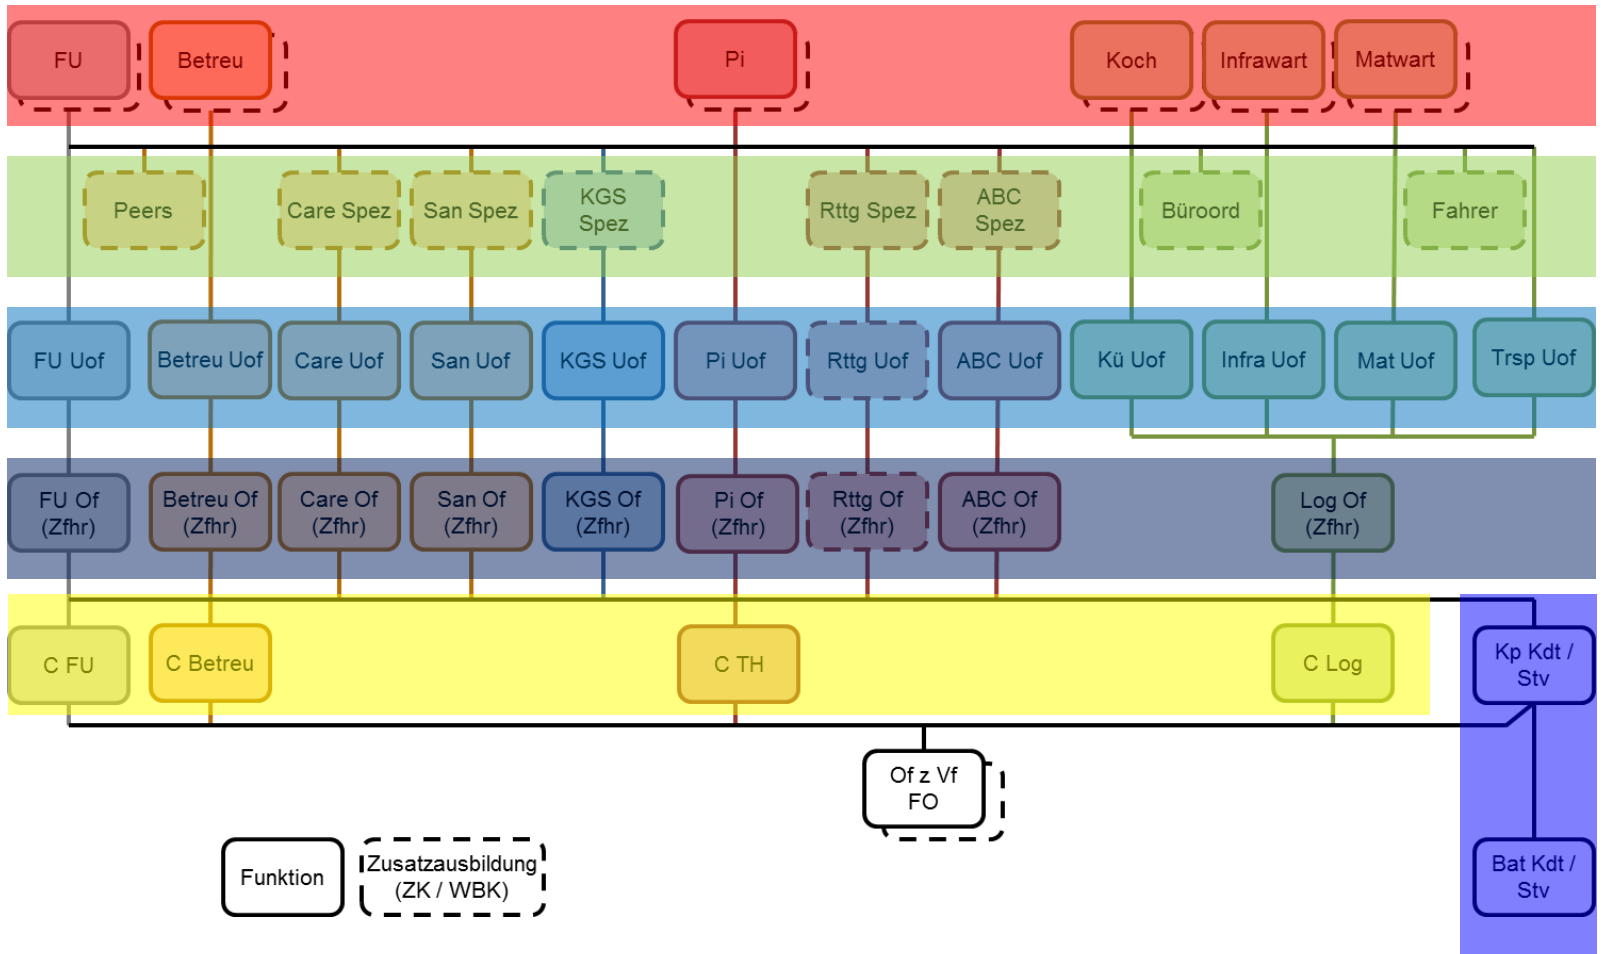 FU
Betreu
Pi
Koch
Infrawart
Matwart
Peers
Care Spez
San Spez
KGS
Spez
Rttg Spez
ABC
Spez
Büroord
Fahrer
FU Uof
Betreu Uof
Care Uof
San Uof
KGS Uof
Pi Uof
Rttg Uof
ABC Uof
Kü Uof
Infra Uof
Mat Uof
Trsp Uof
FU Of
(Zfhr)
Betreu Of
(Zfhr)
Care Of
(Zfhr)
San Of
(Zfhr)
KGS Of
(Zfhr)
Pi Of
(Zfhr)
Rttg Of
(Zfhr)
ABC Of
(Zfhr)
Log Of
(Zfhr)
C FU
C Betreu
C TH
C Log
Kp Kdt /
Stv
Of z Vf
FO
Funktion
Zusatzausbildung
(ZK / WBK)
Bat Kdt /
Stv